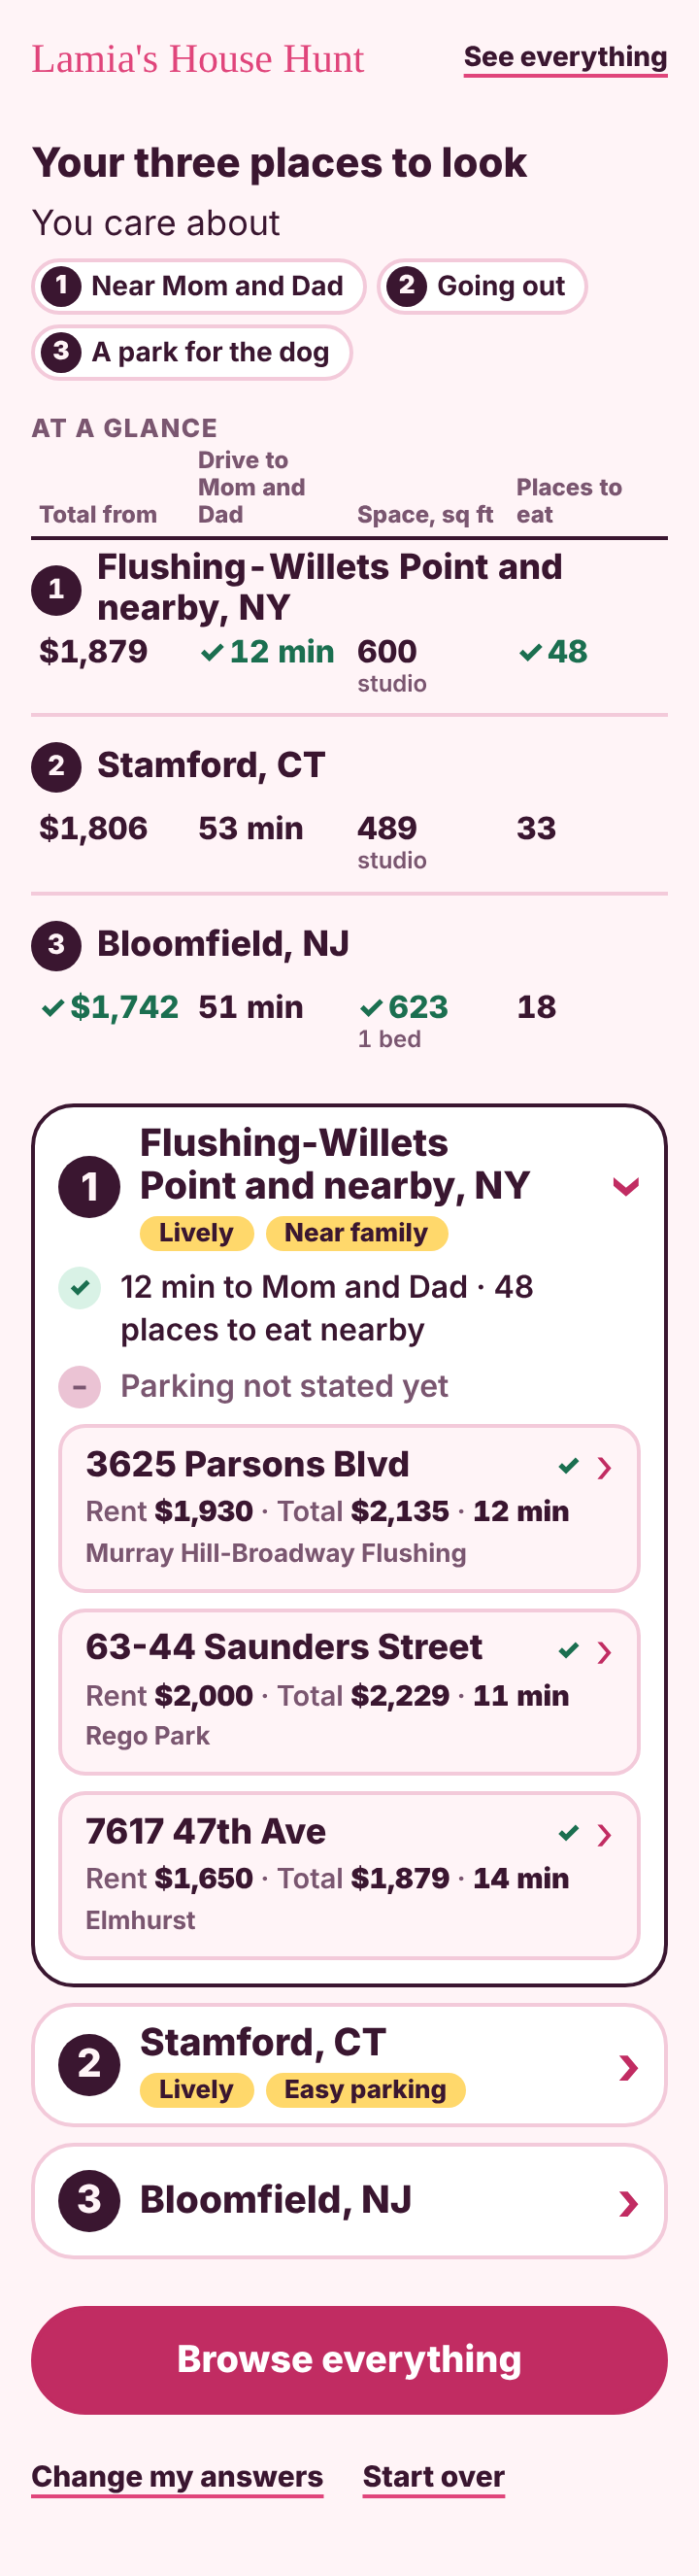 Lamia's House Hunt
See everything
Your three places to look
You care about
1 Near Mom and Dad
2 Going out
3 A park for the dog
AT A GLANCE
Total from
Drive to
Mom and
Dad
Space, sq ft
Places to
eat
1 Flushing-Willets Point and
nearby, NY
$1,879 ✓12 min 600 ✓48
studio
2 Stamford, CT
$1,806 53 min 489 33
studio
3 Bloomfield, NJ
✓$1,742 51 min ✓623 18
1 bed
1 Flushing-Willets
Point and nearby, NY
Lively Near family
✓ 12 min to Mom and Dad · 48
places to eat nearby
– Parking not stated yet
3625 Parsons Blvd ✓ ›
Rent $1,930 · Total $2,135 · 12 min
Murray Hill-Broadway Flushing
63-44 Saunders Street ✓ ›
Rent $2,000 · Total $2,229 · 11 min
Rego Park
7617 47th Ave ✓ ›
Rent $1,650 · Total $1,879 · 14 min
Elmhurst
2 Stamford, CT ›
Lively Easy parking
3 Bloomfield, NJ ›
Browse everything
Change my answers Start over